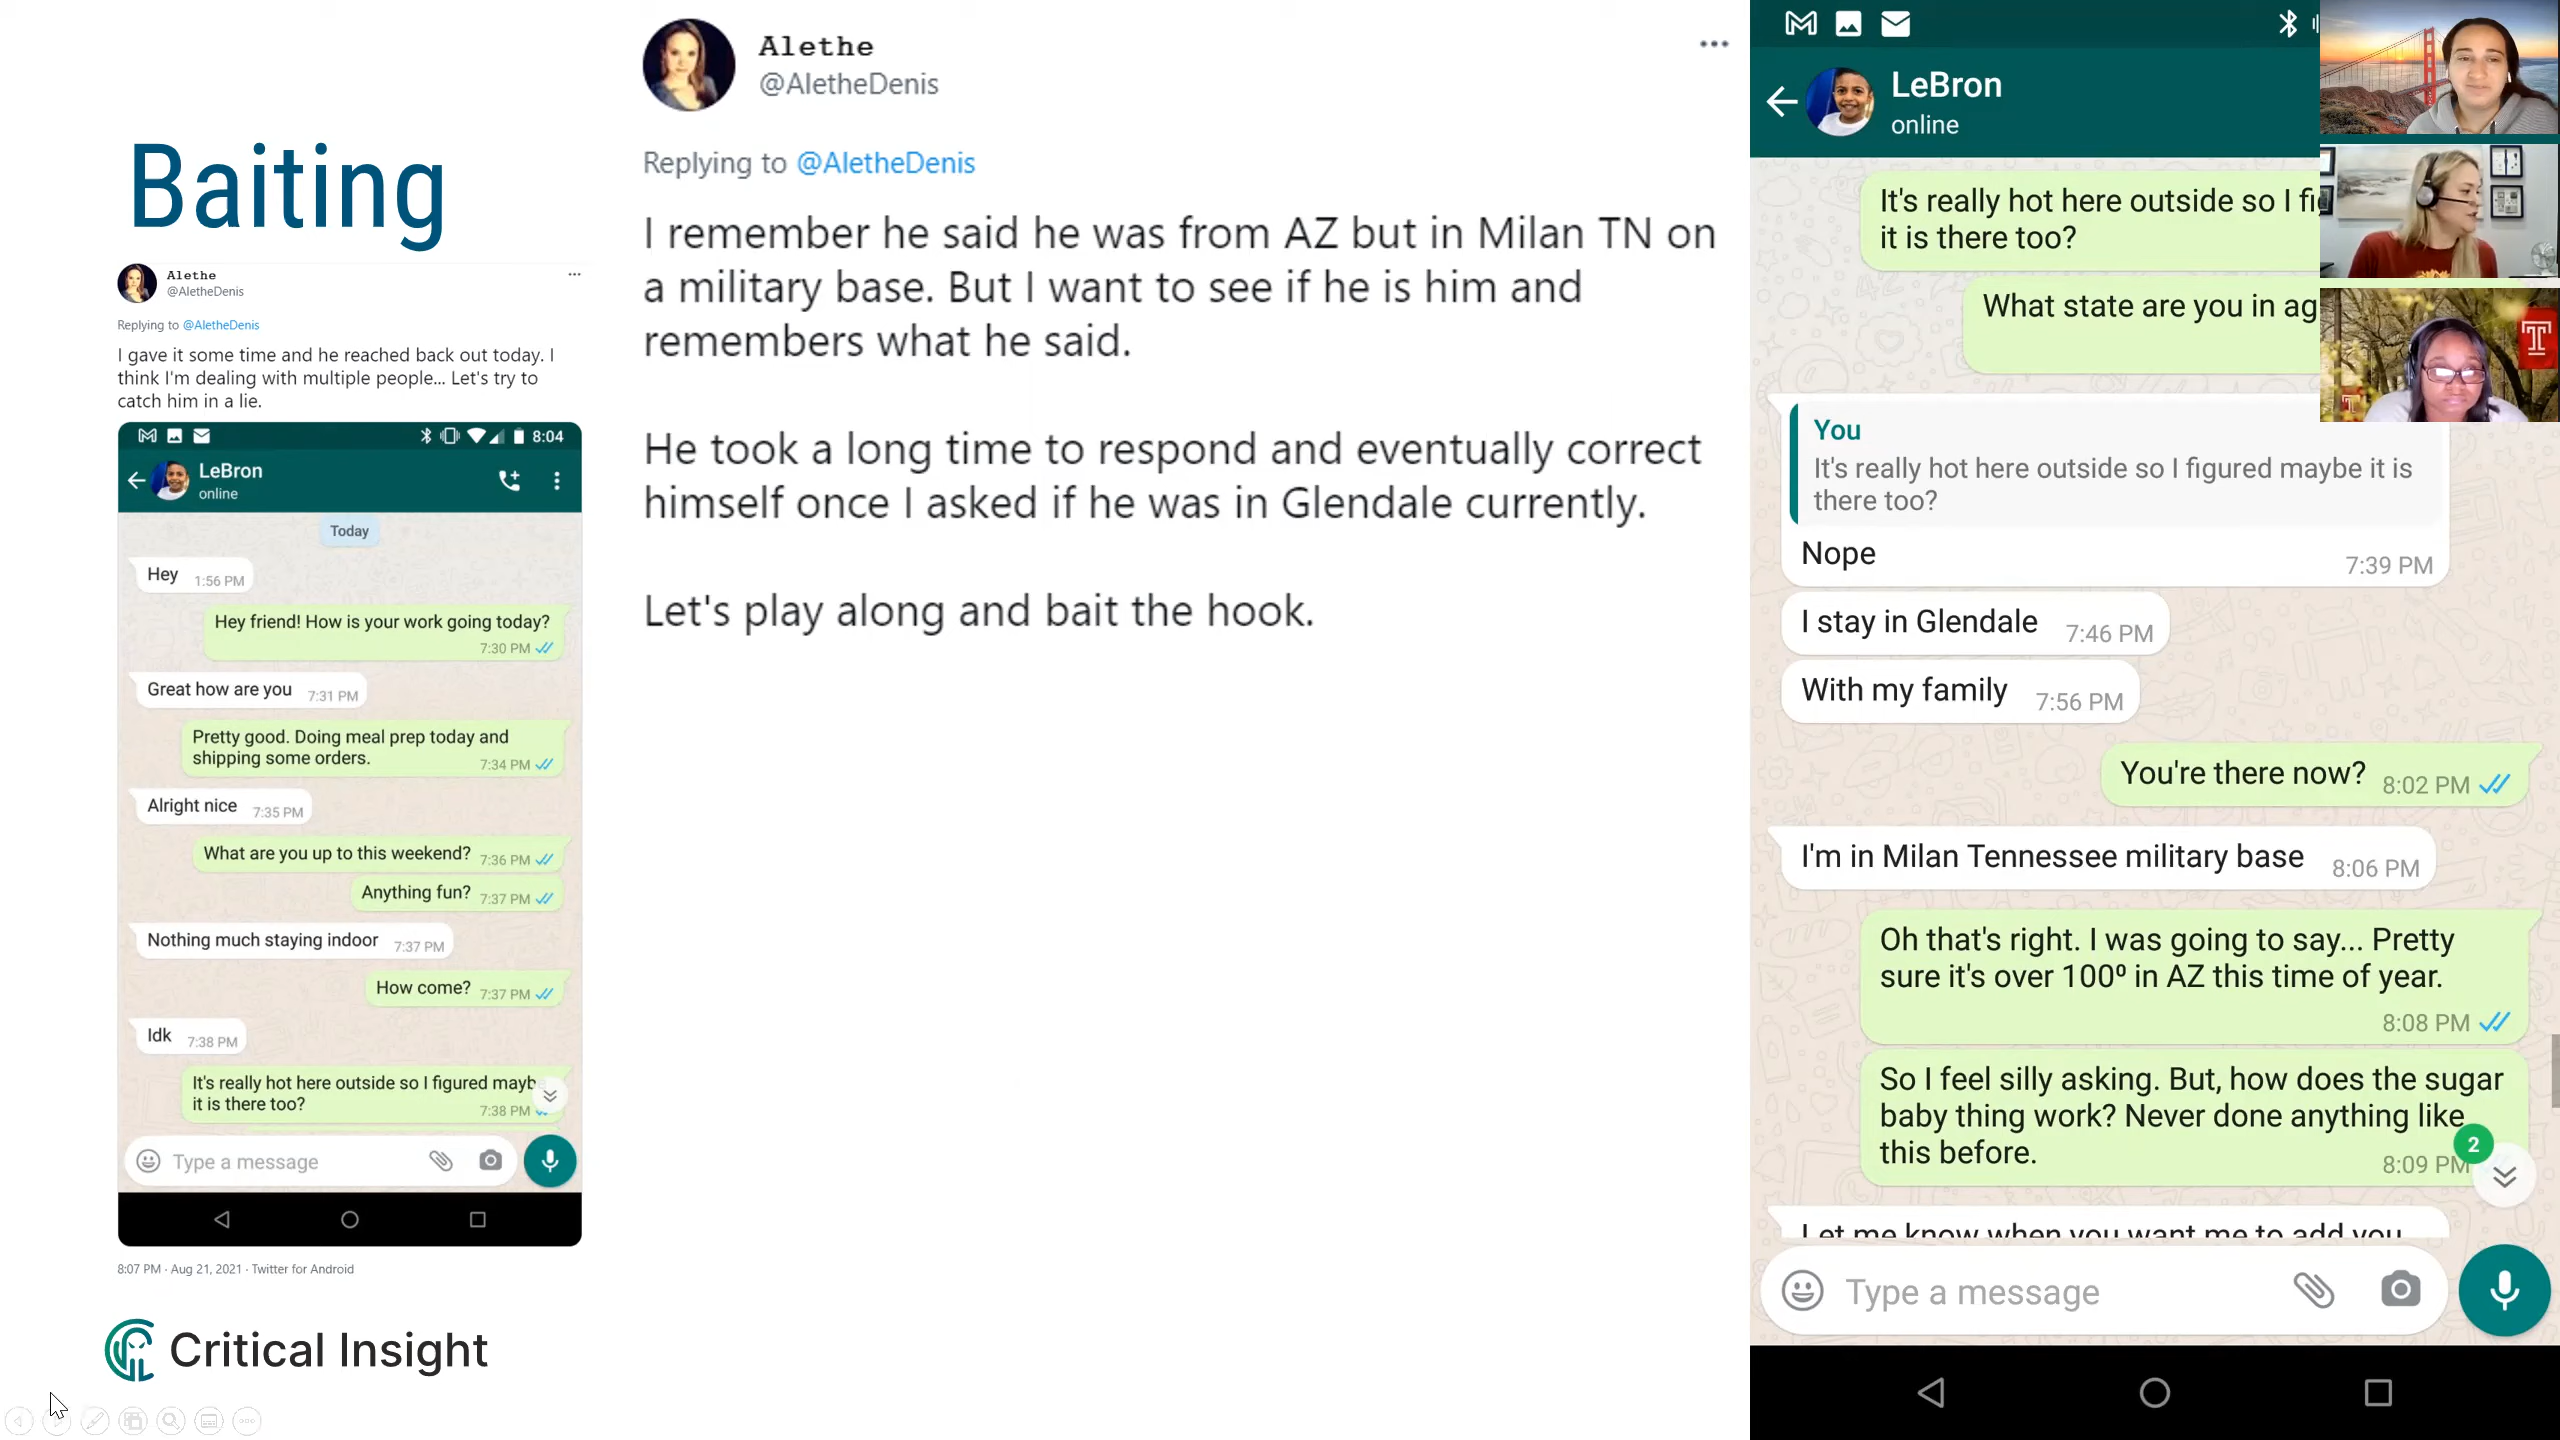 Baiting
Alethe
@AletheDenis
Replying to @AletheDenis
I gave it some time and he reached back out today. I
think I'm dealing with multiple people... Let's try to
catch him in a lie.
8:04
LeBron
online
Today
Hey 1:56 PM
Hey friend! How is your work going today?
7:30 PM
Great how are you 7:31 PM
Pretty good. Doing meal prep today and
shipping some orders. 7:34 PM
Alright nice 7:35 PM
What are you up to this weekend? 7:36 PM
Anything fun? 7:37 PM
Nothing much staying indoor 7:37 PM
How come? 7:37 PM
Idk 7:38 PM
It's really hot here outside so I figured mayb
it is there too? 7:38 PM
Type a message
8:07 PM · Aug 21, 2021 · Twitter for Android
Critical Insight
Alethe
@AletheDenis
Replying to @AletheDenis
I remember he said he was from AZ but in Milan TN on
a military base. But I want to see if he is him and
remembers what he said.
He took a long time to respond and eventually correct
himself once I asked if he was in Glendale currently.
Let's play along and bait the hook.
LeBron
online
It's really hot here outside so I fi
it is there too?
What state are you in ag
You
It's really hot here outside so I figured maybe it is
there too?
Nope 7:39 PM
I stay in Glendale 7:46 PM
With my family 7:56 PM
You're there now? 8:02 PM
I'm in Milan Tennessee military base 8:06 PM
Oh that's right. I was going to say... Pretty
sure it's over 100º in AZ this time of year.
8:08 PM
So I feel silly asking. But, how does the sugar
baby thing work? Never done anything like
this before. 8:09 PM
2
Let me know when you want me to add you
Type a message